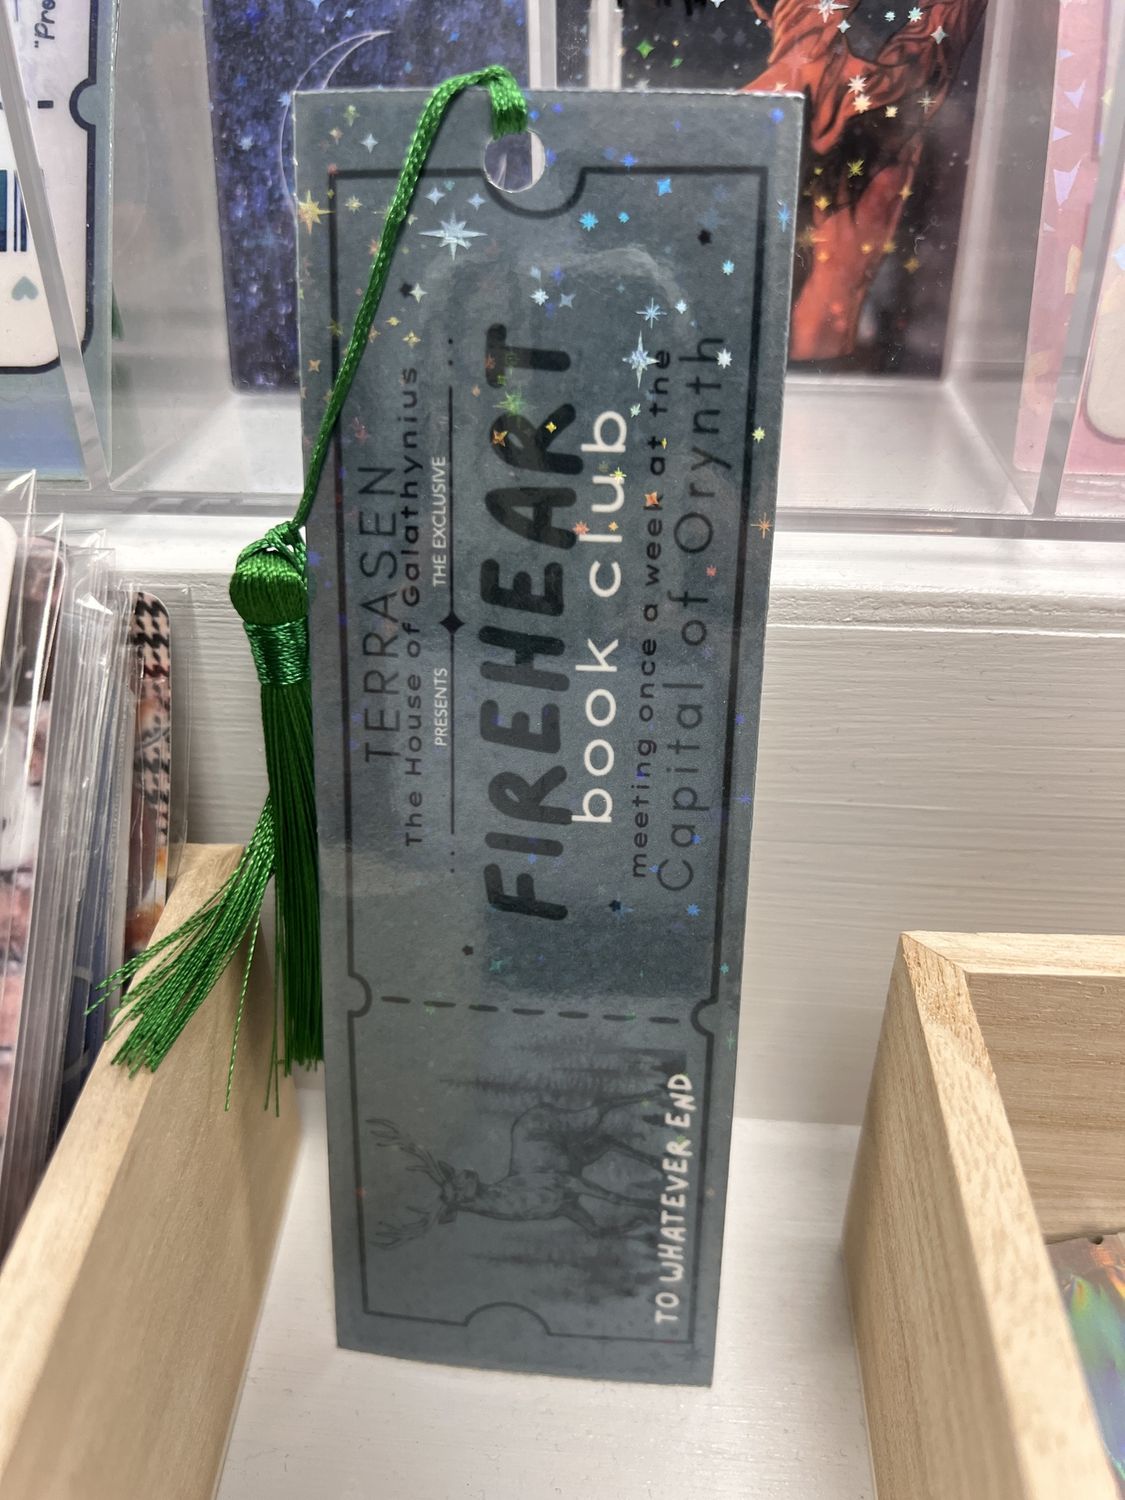 "Pro
TERRASEN
The House of Galathynius
PRESENTS THE EXCLUSIVE
FIREHEART
book club
meeting once a week at the
Capital of Orynth
TO WHATEVER END